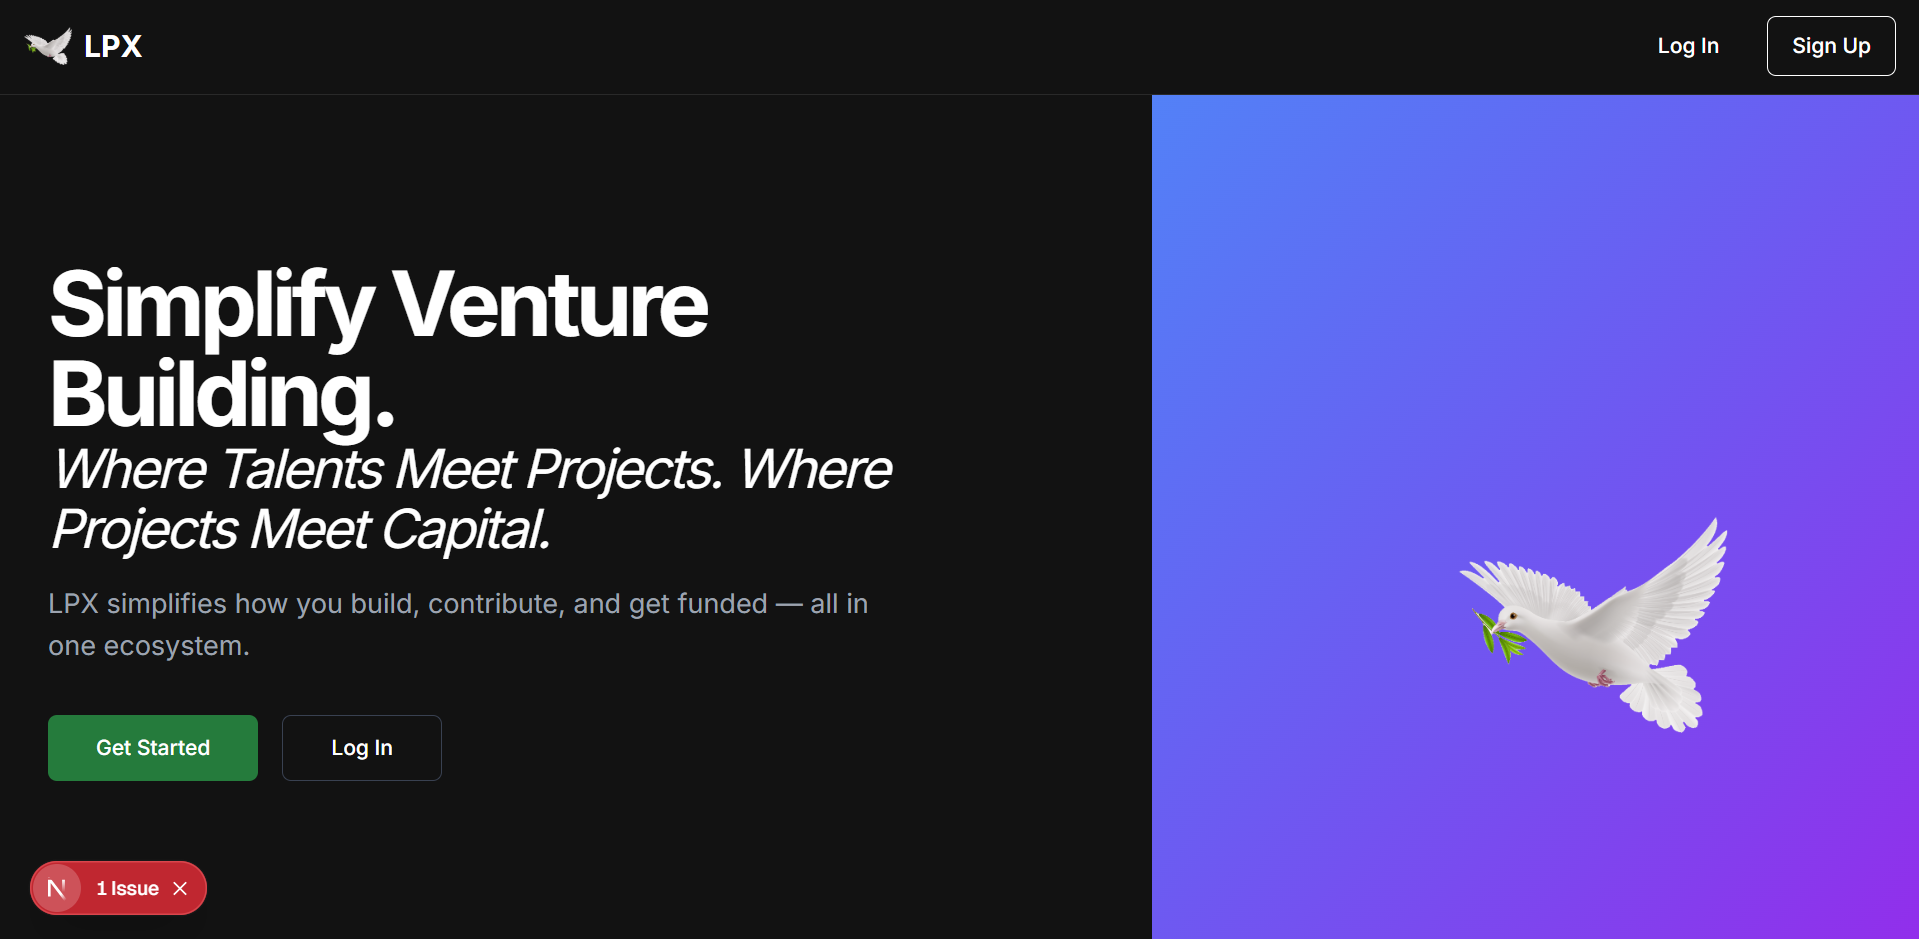 LPX
Log In
Sign Up
Simplify Venture
Building.
Where Talents Meet Projects. Where
Projects Meet Capital.
LPX simplifies how you build, contribute, and get funded — all in
one ecosystem.
Get Started
Log In
N
1 Issue